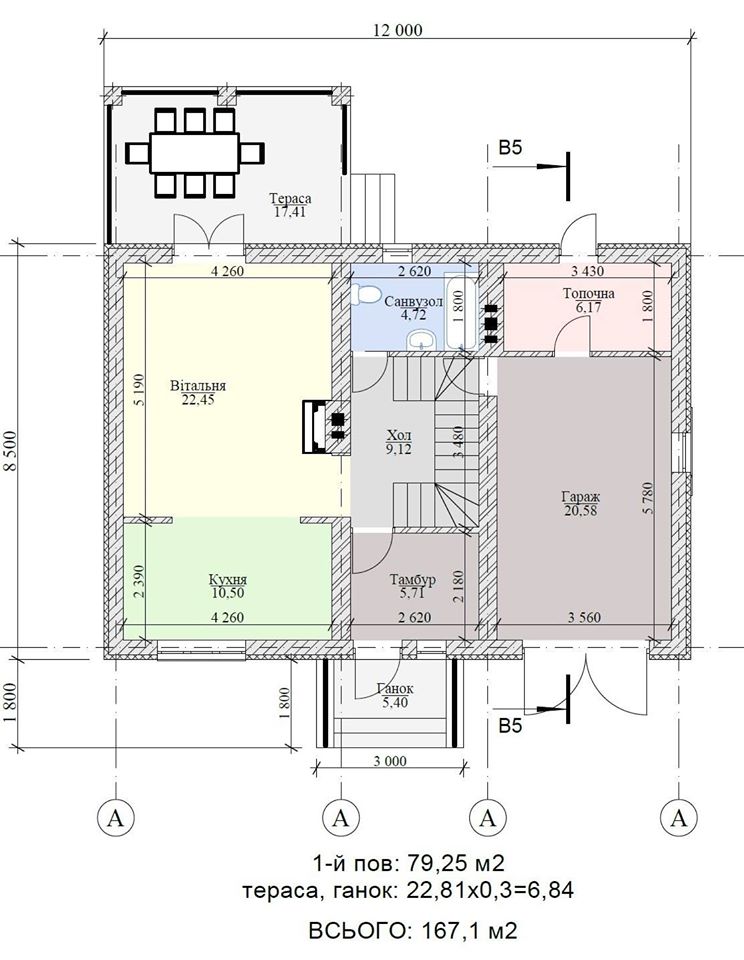 12 000
B5
Тераса
17,41
4 260
2 620
3 430
Санвузол
4,72
1 800
Топочна
6,17
1 800
8 500
5 190
Вітальня
22,45
Хол
9,12
3 480
Гараж
20,58
5 780
2 390
Кухня
10,50
Тамбур
5,71
2 180
4 260
2 620
3 560
1 800
1 800
Ганок
5,40
B5
3 000
А
А
А
А
1-й пов: 79,25 м2
тераса, ганок: 22,81х0,3=6,84
ВСЬОГО: 167,1 м2